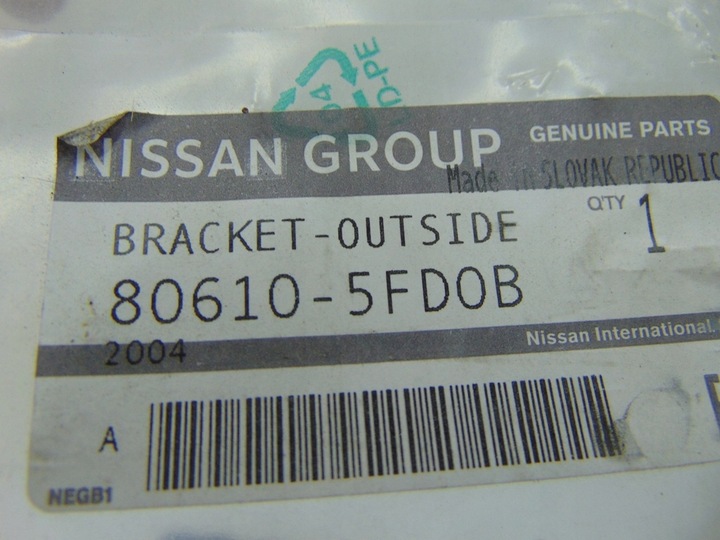 04
LD-PE
NISSAN GROUP GENUINE PARTS
Made in SLOVAK REPUBLIC
BRACKET-OUTSIDE
QTY 1
80610-5FD0B
2004
Nissan International.
A
NEGB1